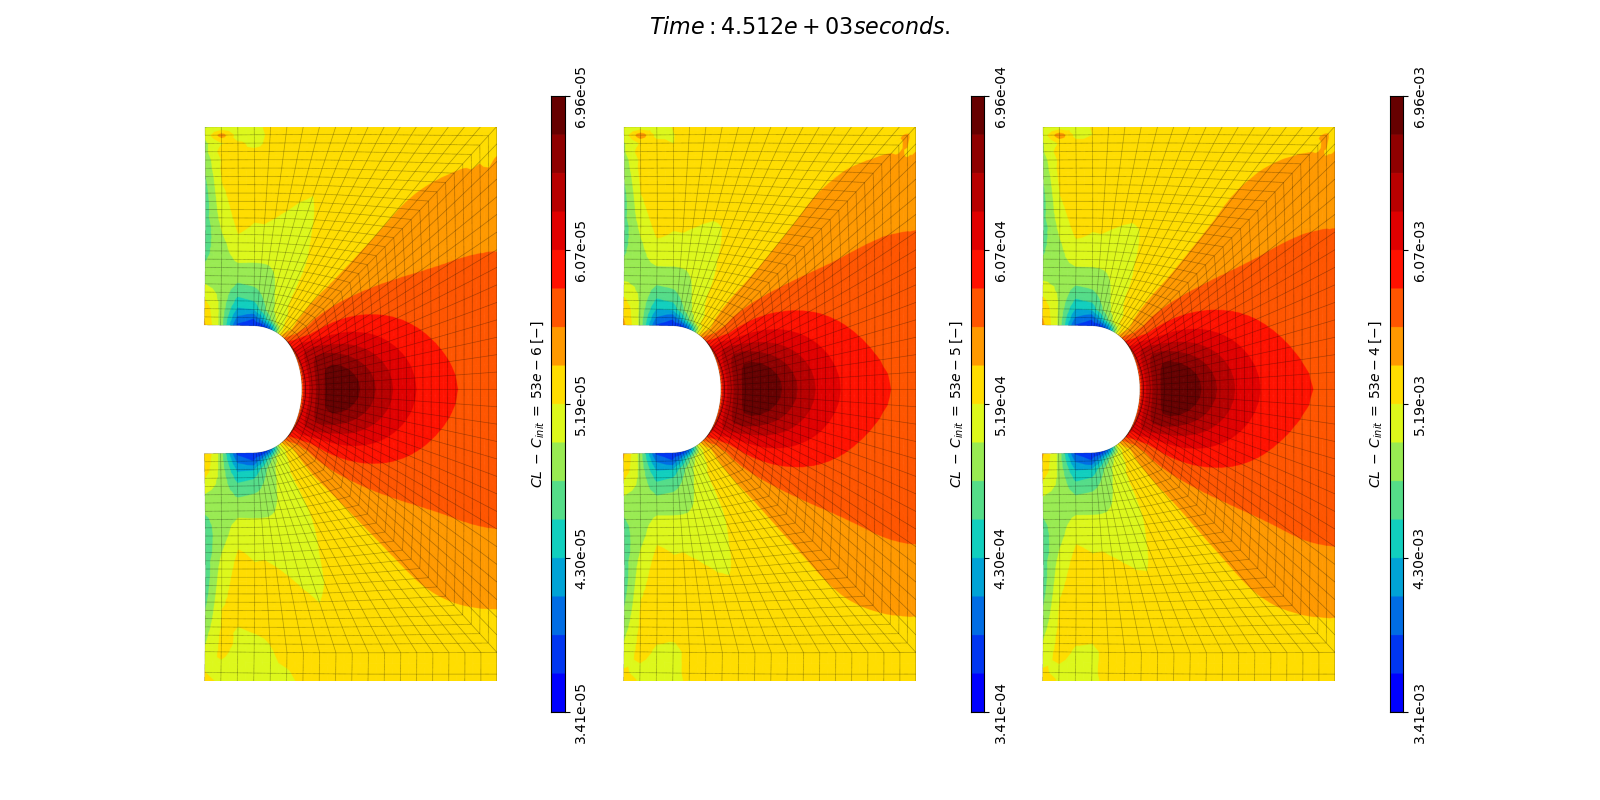 Time : 4.512e + 03seconds.
6.96e-05
6.07e-05
5.19e-05
4.30e-05
3.41e-05
CL − C_init = 53e − 6 [−]
6.96e-04
6.07e-04
5.19e-04
4.30e-04
3.41e-04
CL − C_init = 53e − 5 [−]
6.96e-03
6.07e-03
5.19e-03
4.30e-03
3.41e-03
CL − C_init = 53e − 4 [−]